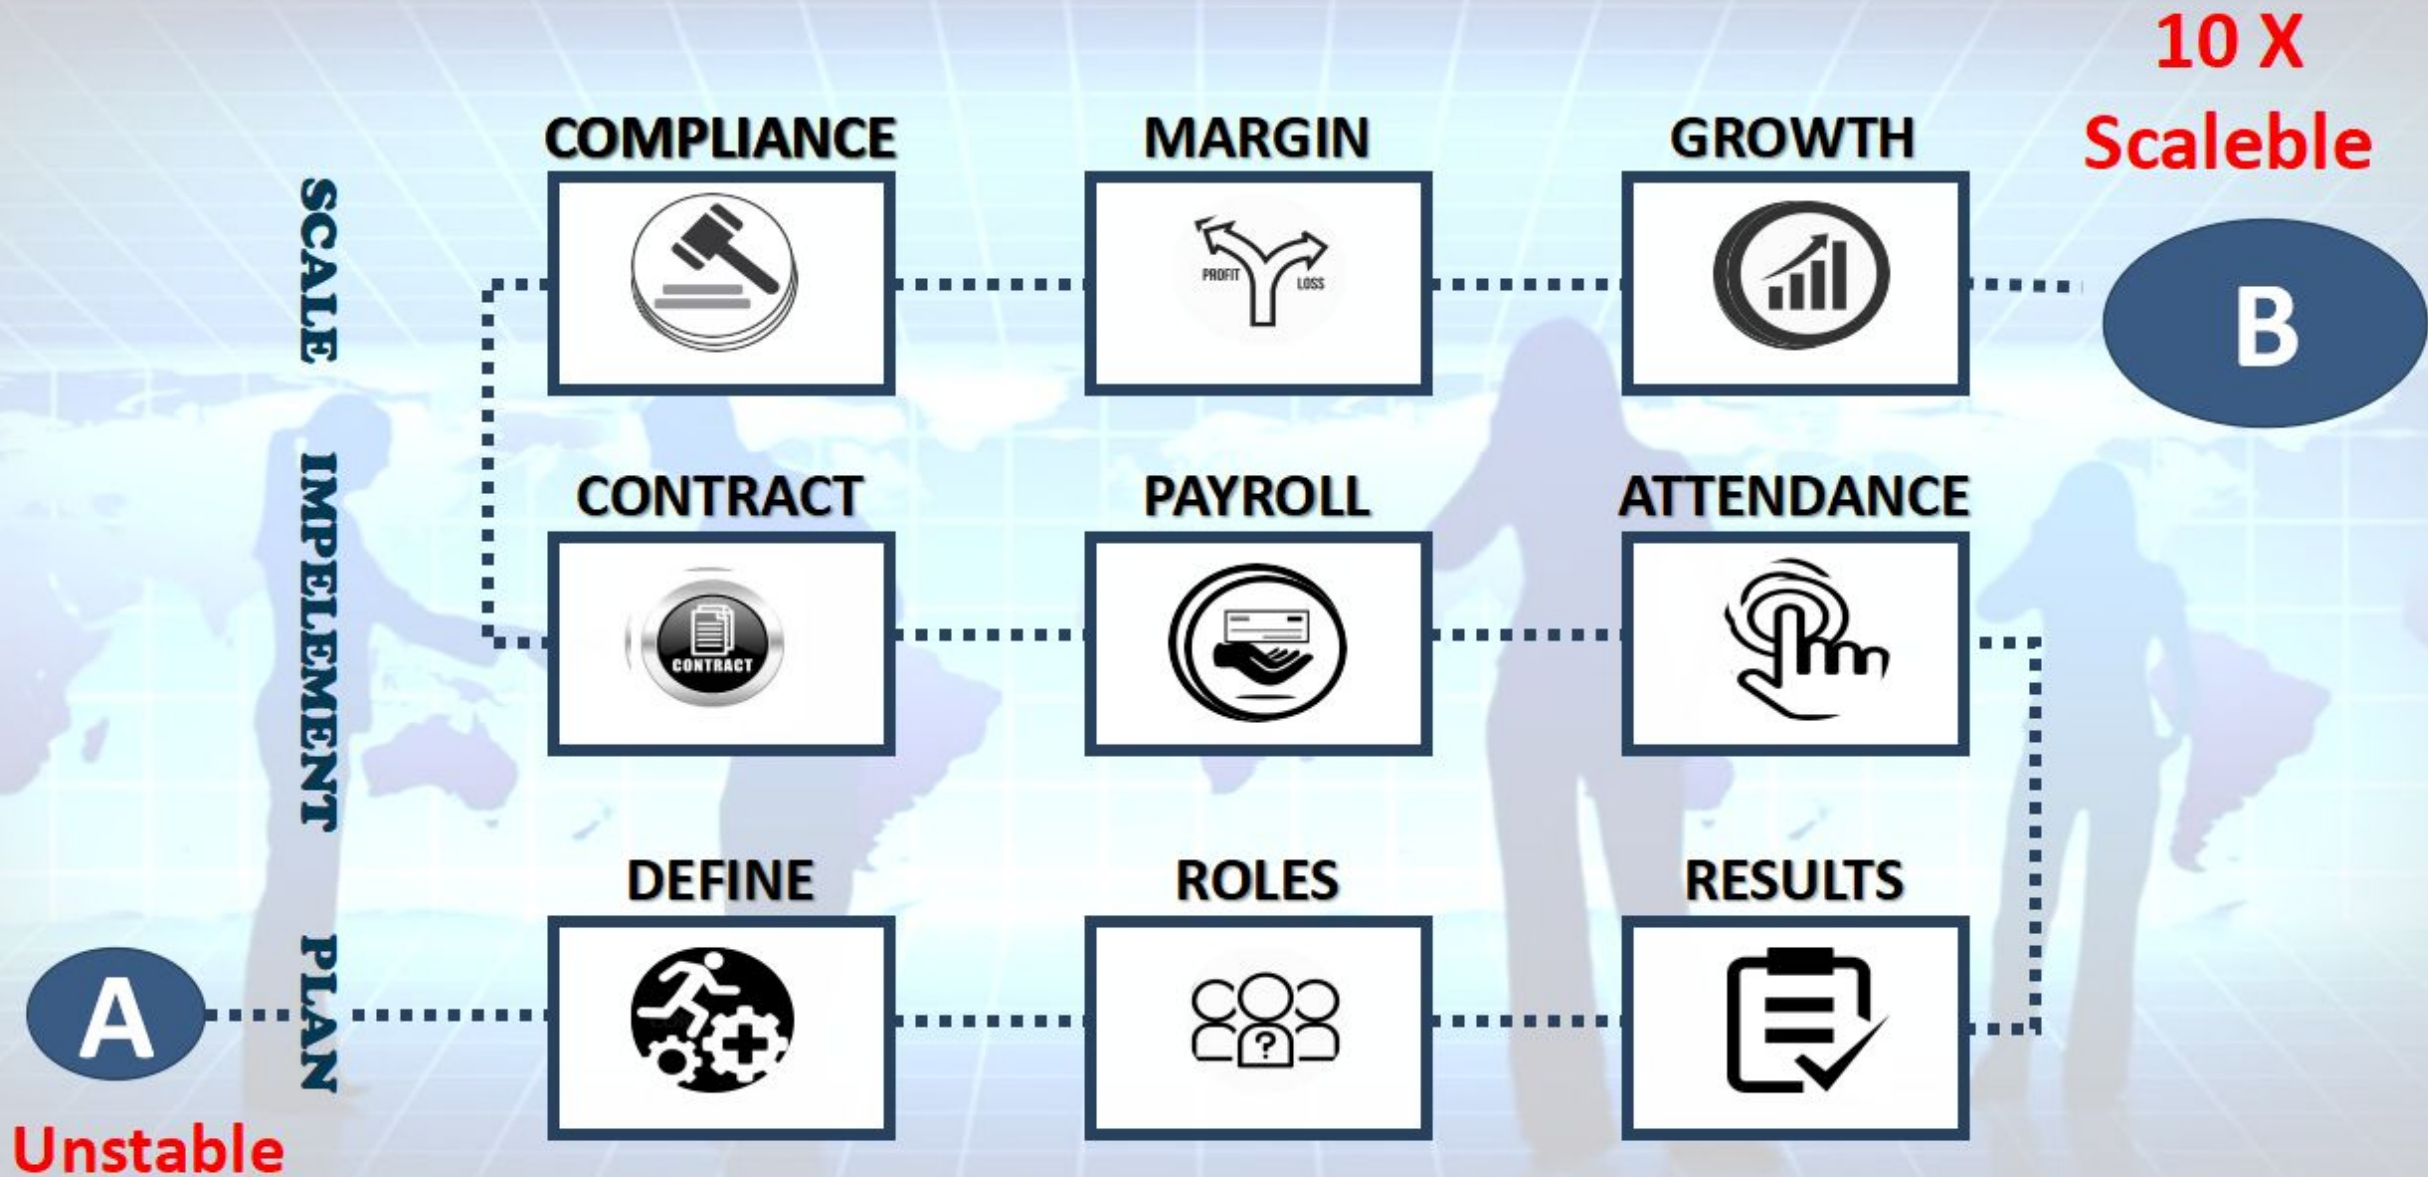 10 X
Scaleble
COMPLIANCE
MARGIN
GROWTH
SCALE
PROFIT
LOSS
B
CONTRACT
PAYROLL
ATTENDANCE
IMPELEMENT
CONTRACT
DEFINE
ROLES
RESULTS
PLAN
A
?
Unstable